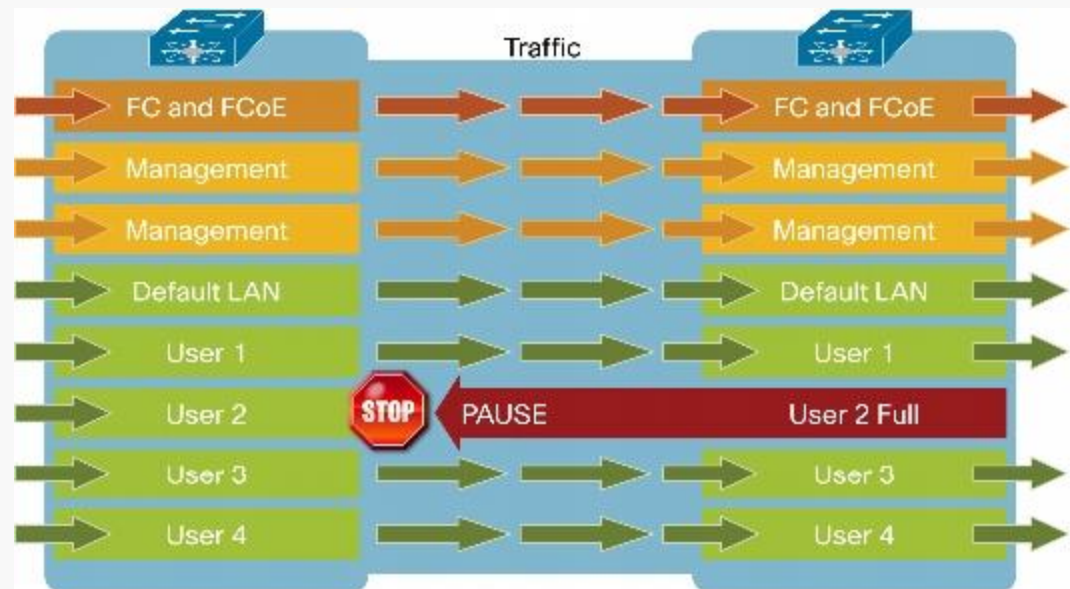 Traffic
FC and FCoE FC and FCoE
Management Management
Management Management
Default LAN Default LAN
User 1 User 1
User 2 STOP PAUSE User 2 Full
User 3 User 3
User 4 User 4